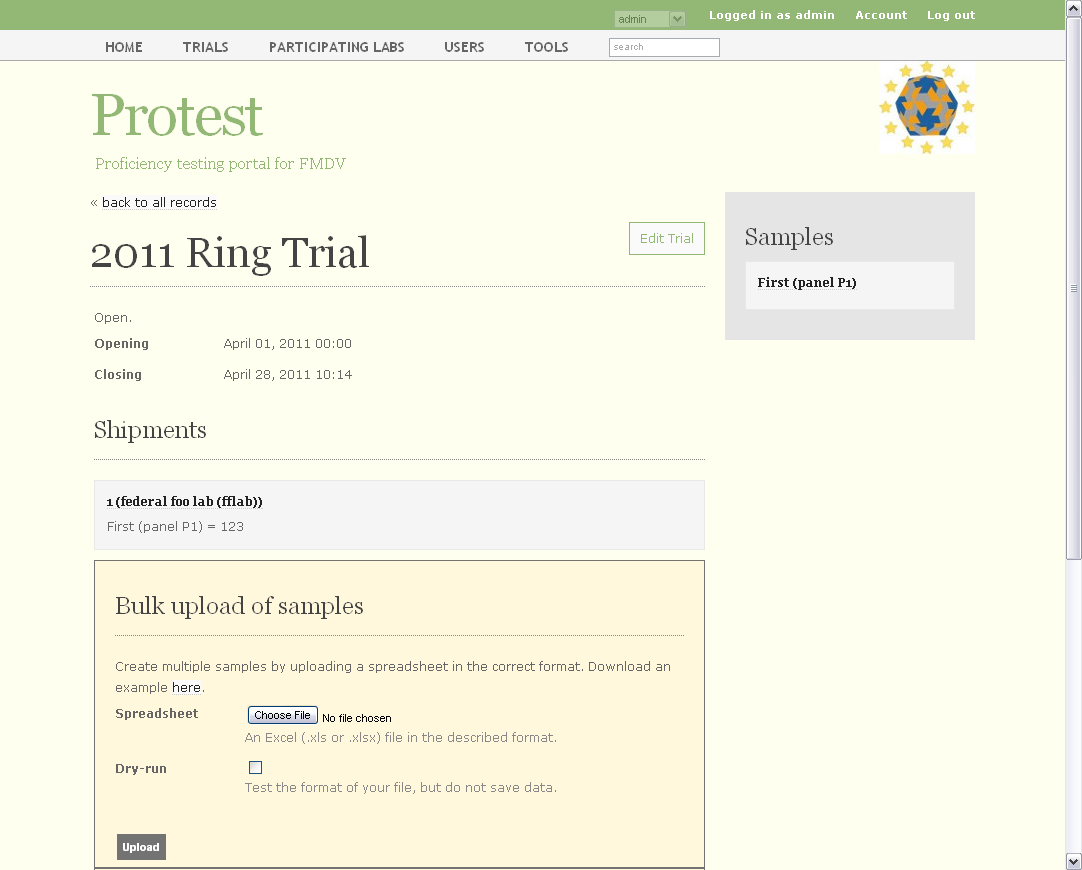 admin
Logged in as admin Account Log out
HOME TRIALS PARTICIPATING LABS USERS TOOLS search
Protest
Proficiency testing portal for FMDV
« back to all records
2011 Ring Trial
Edit Trial
Open.
Opening April 01, 2011 00:00
Closing April 28, 2011 10:14
Shipments
1 (federal foo lab (fflab))
First (panel P1) = 123
Bulk upload of samples
Create multiple samples by uploading a spreadsheet in the correct format. Download an
example here.
Spreadsheet Choose File No file chosen
An Excel (.xls or .xlsx) file in the described format.
Dry-run
Test the format of your file, but do not save data.
Upload
Samples
First (panel P1)